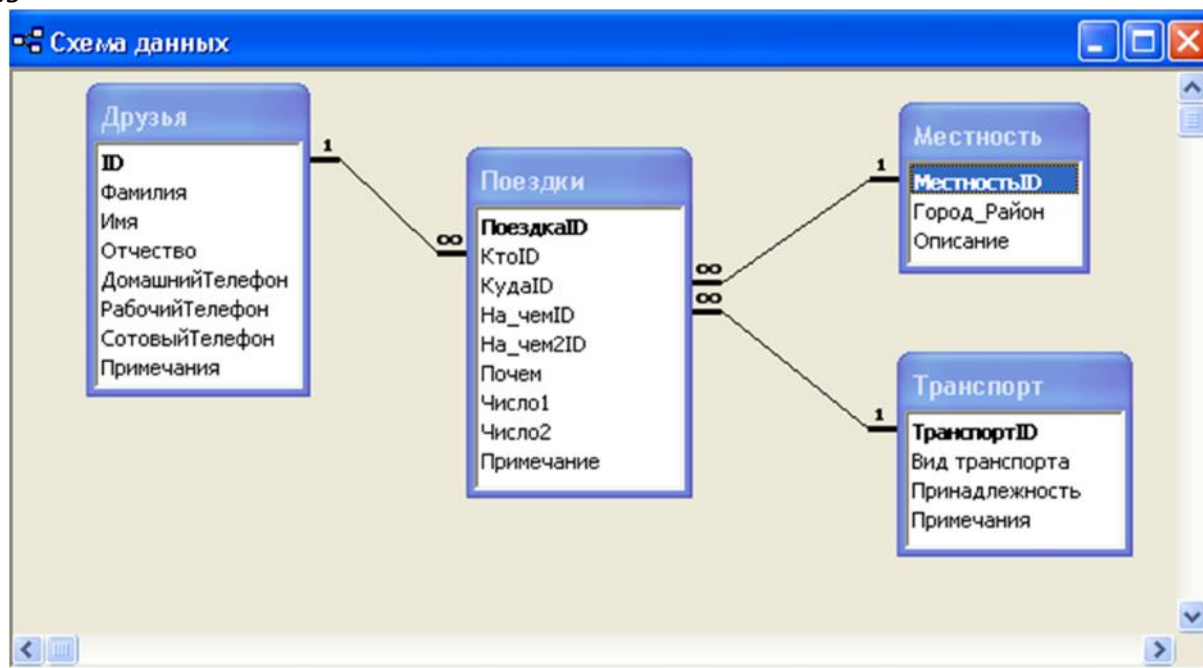 Схема данных
Друзья
ID
Фамилия
Имя
Отчество
ДомашнийТелефон
РабочийТелефон
СотовыйТелефон
Примечания
1
∞
Поездки
ПоездкаID
КтоID
КудаID
На_чемID
На_чем2ID
Почем
Число1
Число2
Примечание
∞
∞
1
Местность
МестностьID
Город_Район
Описание
1
Транспорт
ТранспортID
Вид транспорта
Принадлежность
Примечания